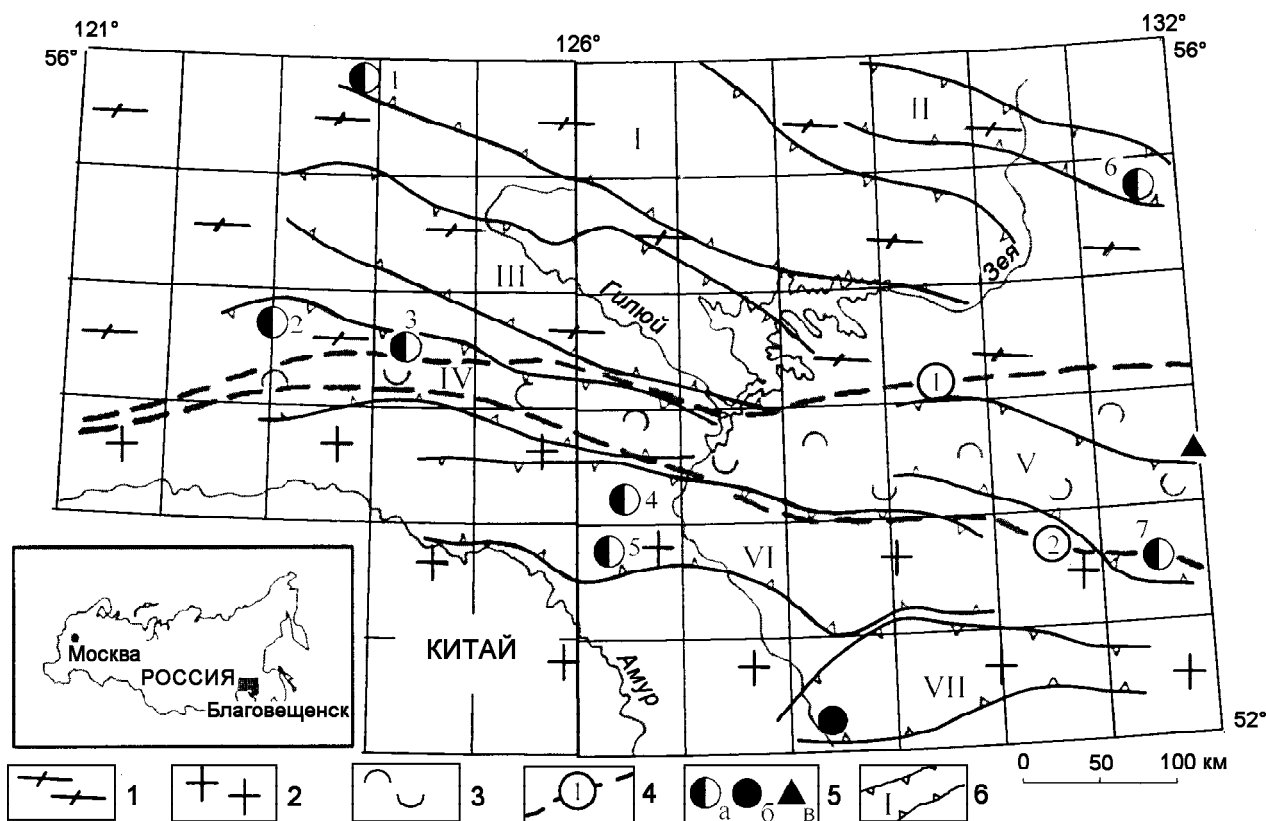 121°
126°
132°
56°
56°
1
I
II
6
III
Гилюй
Зея
2
3
IV
1
V
4
5
VI
2
7
КИТАЙ
Амур
VII
Москва
РОССИЯ
Благовещенск
52°
0 50 100 км
1
2
3
1 4
а б в 5
I 6